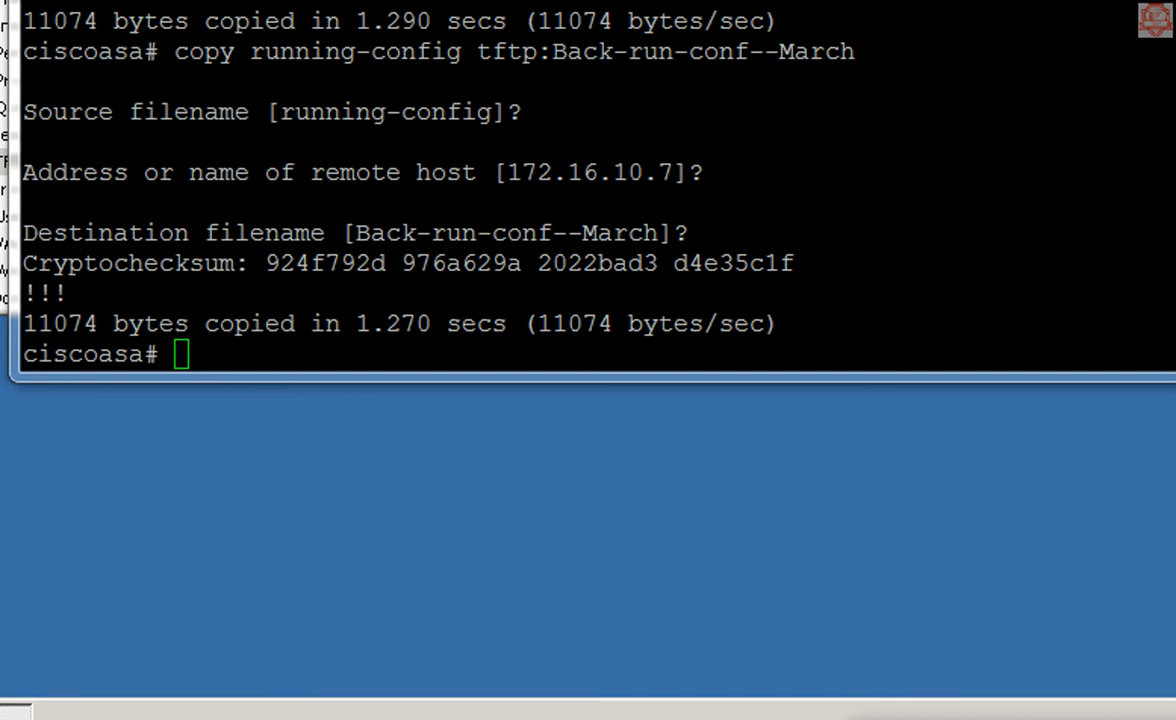 11074 bytes copied in 1.290 secs (11074 bytes/sec)
ciscoasa# copy running-config tftp:Back-run-conf--March
Source filename [running-config]?
Address or name of remote host [172.16.10.7]?
Destination filename [Back-run-conf--March]?
Cryptochecksum: 924f792d 976a629a 2022bad3 d4e35c1f
!!!
11074 bytes copied in 1.270 secs (11074 bytes/sec)
ciscoasa#